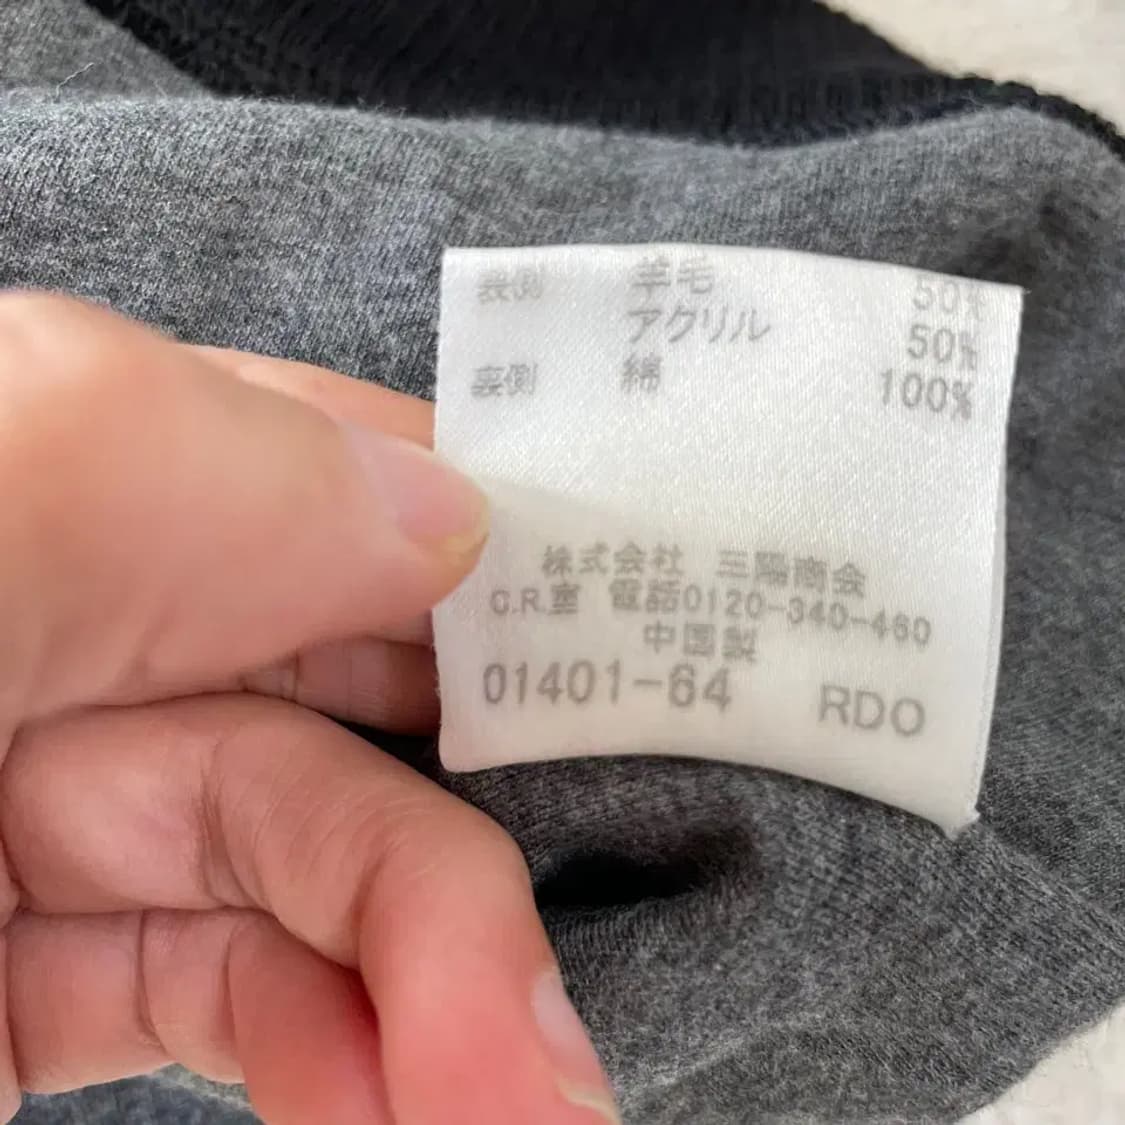 表側 羊毛 50%
アクリル 50%
裏側 綿 100%
株式会社 三陽商会
C.R.室 電話0120-340-460
中国製
01401-64 RDO